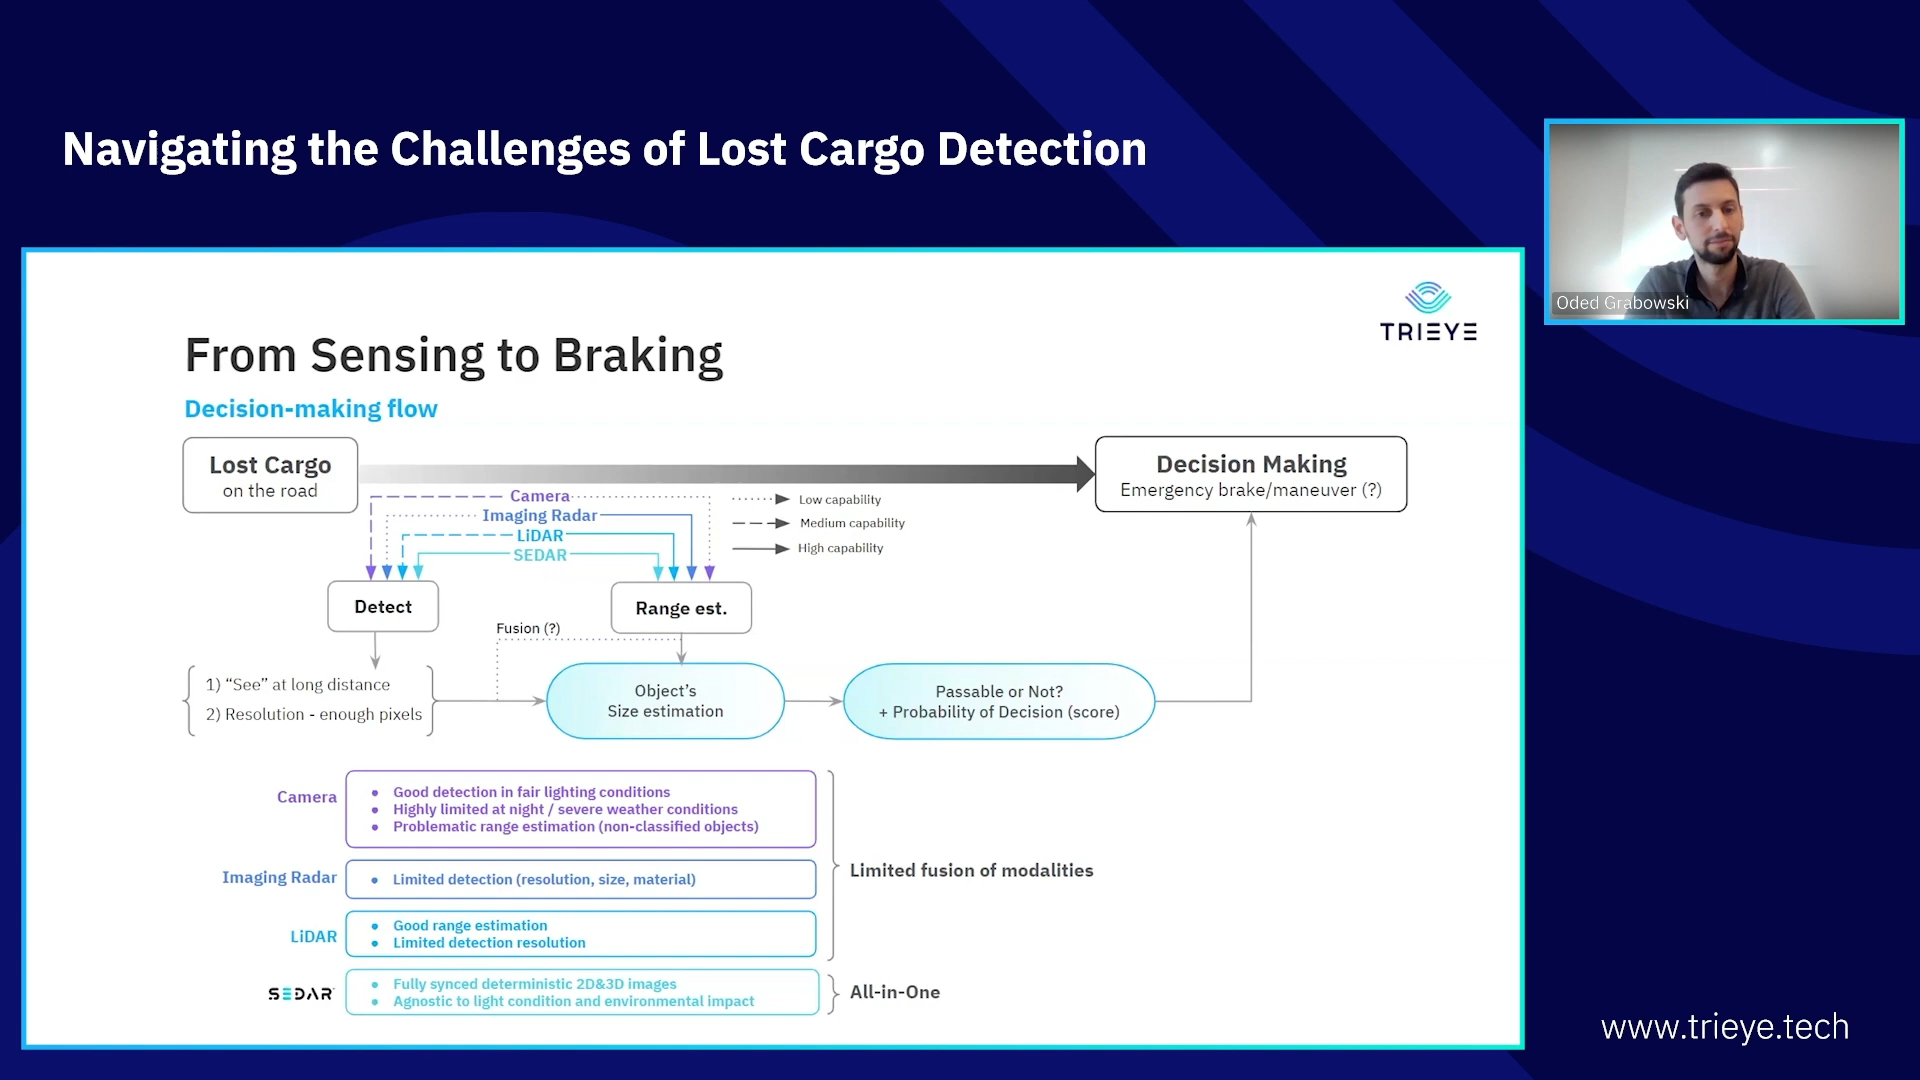 Navigating the Challenges of Lost Cargo Detection
Oded Grabowski
TRIEYE
From Sensing to Braking
Decision-making flow
Lost Cargo
on the road
Decision Making
Emergency brake/maneuver (?)
Camera
Imaging Radar
LiDAR
SEDAR
Low capability
Medium capability
High capability
Detect
Range est.
Fusion (?)
1) “See” at long distance
2) Resolution - enough pixels
Object’s
Size estimation
Passable or Not?
+ Probability of Decision (score)
Camera
● Good detection in fair lighting conditions
● Highly limited at night / severe weather conditions
● Problematic range estimation (non-classified objects)
Imaging Radar
● Limited detection (resolution, size, material)
LiDAR
● Good range estimation
● Limited detection resolution
Limited fusion of modalities
SEDAR
● Fully synced deterministic 2D&3D images
● Agnostic to light condition and environmental impact
All-in-One
www.trieye.tech